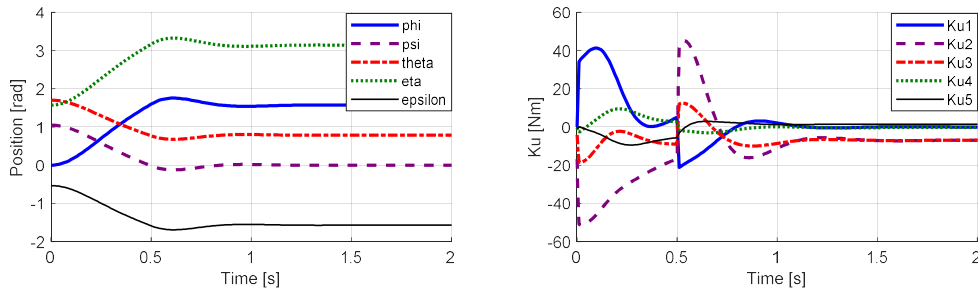 4
3
2
1
0
-1
-2
Position [rad]
0
0.5
1
1.5
2
Time [s]
phi
psi
theta
eta
epsilon
60
40
20
0
-20
-40
-60
Ku [Nm]
0
0.5
1
1.5
2
Time [s]
Ku1
Ku2
Ku3
Ku4
Ku5